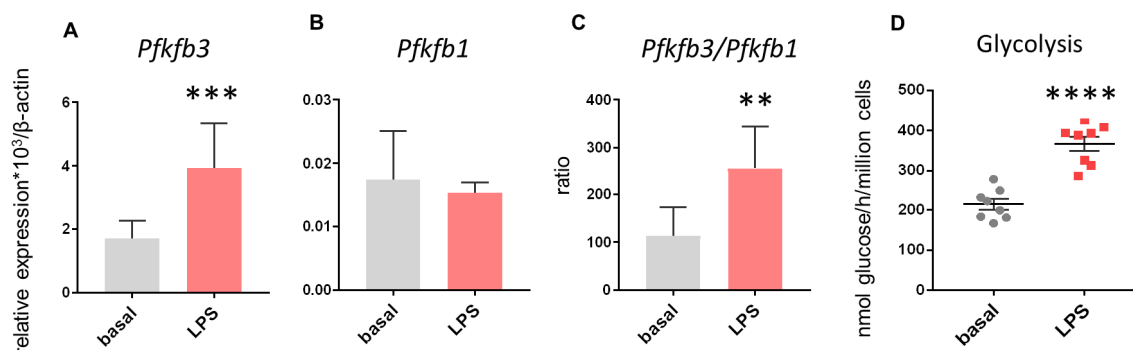 A
Pfkfb3
***
relative expression*10³/β-actin
6
4
2
0
basal
LPS
B
Pfkfb1
0.03
0.02
0.01
0.00
basal
LPS
C
Pfkfb3/Pfkfb1
**
ratio
400
300
200
100
0
basal
LPS
D
Glycolysis
****
nmol glucose/h/million cells
500
400
300
200
100
0
basal
LPS